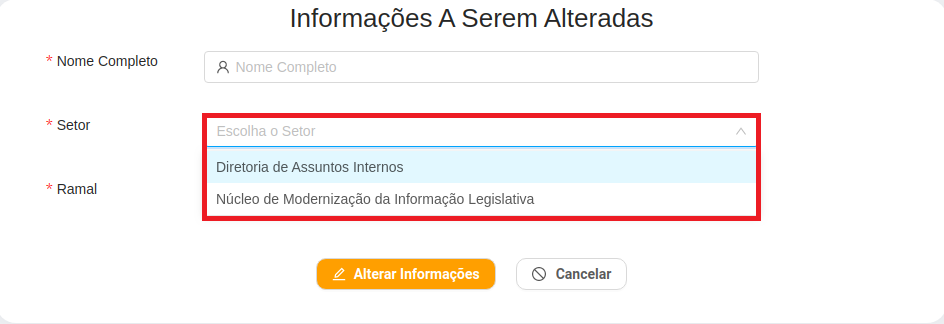 Informações A Serem Alteradas
* Nome Completo
Nome Completo
* Setor
Escolha o Setor
Diretoria de Assuntos Internos
* Ramal
Núcleo de Modernização da Informação Legislativa
Alterar Informações
Cancelar